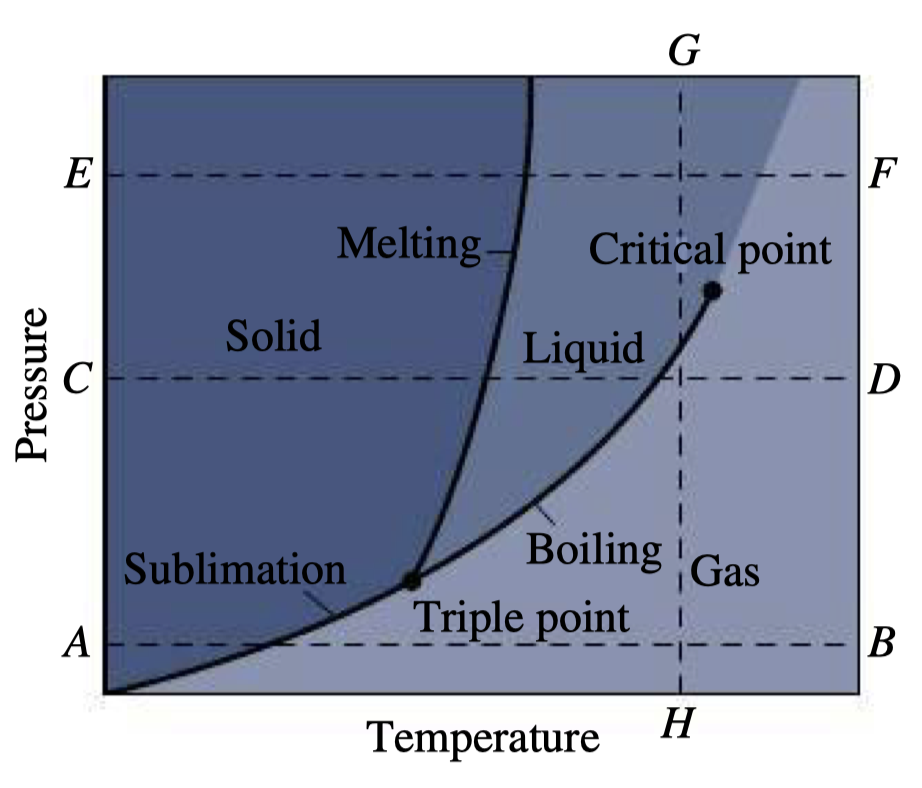 G
E
F
Melting
Critical point
Solid
Liquid
C
D
Pressure
Sublimation
Boiling
Gas
Triple point
A
B
Temperature
H